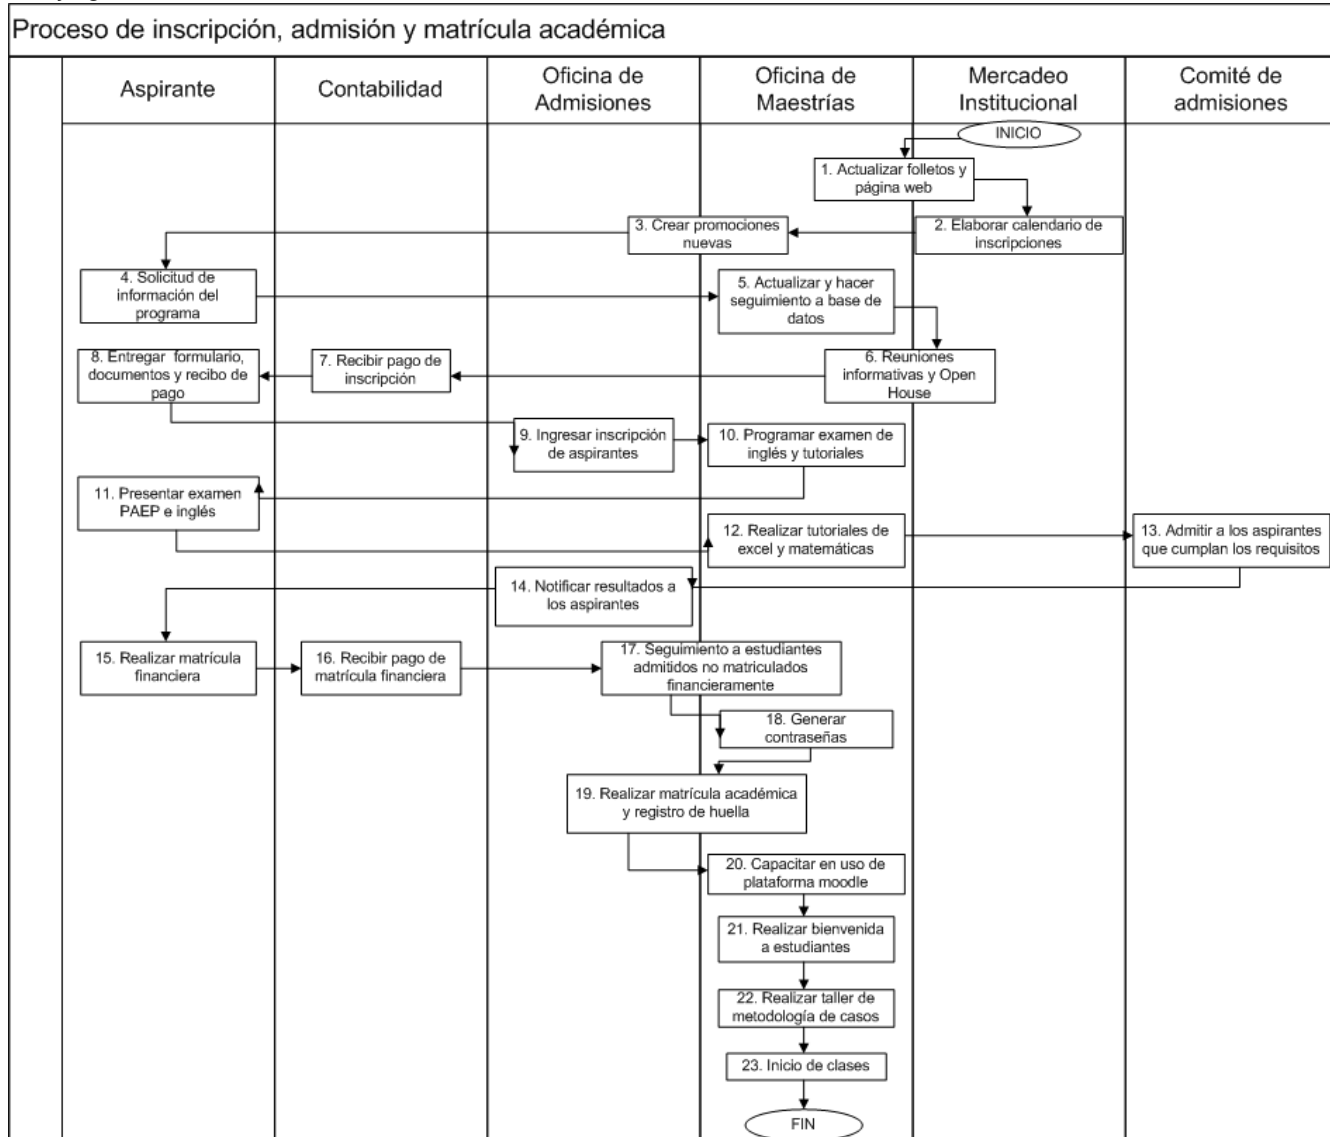 Proceso de inscripción, admisión y matrícula académica
Aspirante
Contabilidad
Oficina de
Admisiones
Oficina de
Maestrías
Mercadeo
Institucional
Comité de
admisiones
INICIO
1. Actualizar folletos y
página web
2. Elaborar calendario de
inscripciones
3. Crear promociones
nuevas
4. Solicitud de
información del
programa
5. Actualizar y hacer
seguimiento a base de
datos
6. Reuniones
informativas y Open
House
7. Recibir pago de
inscripción
8. Entregar formulario,
documentos y recibo de
pago
9. Ingresar inscripción
de aspirantes
10. Programar examen de
inglés y tutoriales
11. Presentar examen
PAEP e inglés
12. Realizar tutoriales de
excel y matemáticas
13. Admitir a los aspirantes
que cumplan los requisitos
14. Notificar resultados a
los aspirantes
15. Realizar matrícula
financiera
16. Recibir pago de
matrícula financiera
17. Seguimiento a estudiantes
admitidos no matriculados
financieramente
18. Generar
contraseñas
19. Realizar matrícula académica
y registro de huella
20. Capacitar en uso de
plataforma moodle
21. Realizar bienvenida
a estudiantes
22. Realizar taller de
metodología de casos
23. Inicio de clases
FIN